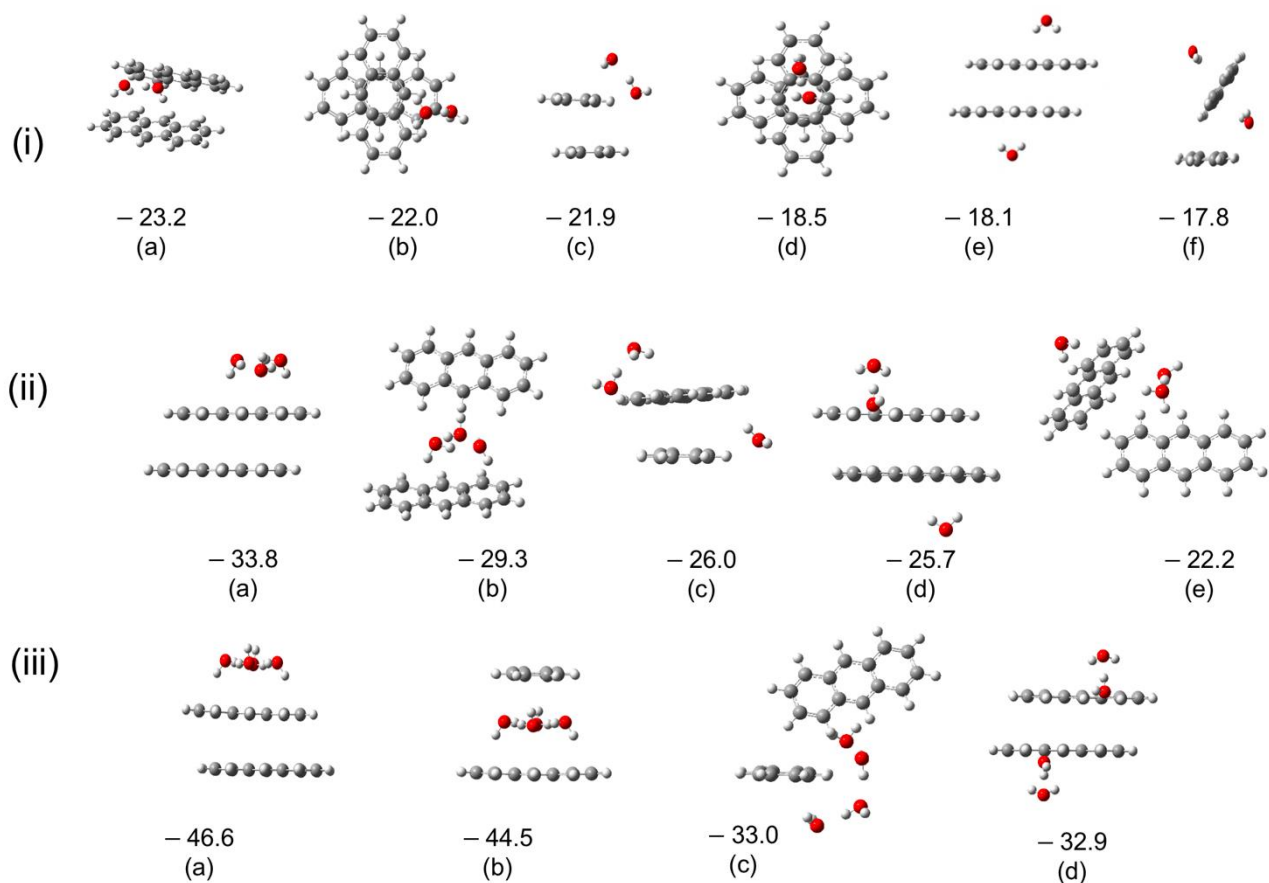 (i)
– 23.2 – 22.0 – 21.9 – 18.5 – 18.1 – 17.8
(a) (b) (c) (d) (e) (f)
(ii)
– 33.8 – 29.3 – 26.0 – 25.7 – 22.2
(a) (b) (c) (d) (e)
(iii)
– 46.6 – 44.5 – 33.0 – 32.9
(a) (b) (c) (d)